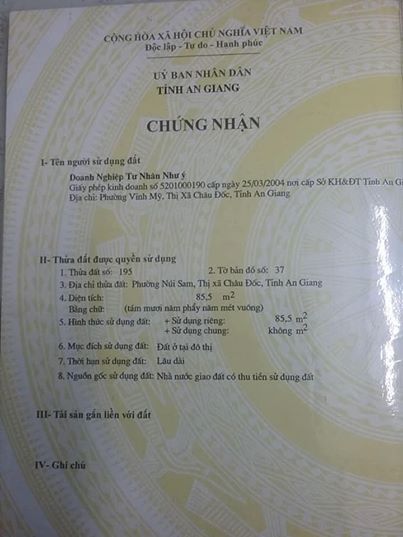 CỘNG HÒA XÃ HỘI CHỦ NGHĨA VIỆT NAM
Độc lập - Tự do - Hạnh phúc
UỶ BAN NHÂN DÂN
TỈNH AN GIANG
CHỨNG NHẬN
I- Tên người sử dụng đất
Doanh Nghiệp Tư Nhân Như ý
Giấy phép kinh doanh số 5201000190 cấp ngày 25/03/2004 nơi cấp Sở KH&ĐT Tỉnh An Gi
Địa chỉ: Phường Vĩnh Mỹ, Thị Xã Châu Đốc, Tỉnh An Giang
II- Thửa đất được quyền sử dụng
1. Thửa đất số: 195 2. Tờ bản đồ số: 37
3. Địa chỉ thửa đất: Phường Núi Sam, Thị xã Châu Đốc, Tỉnh An Giang
4. Diện tích: 85,5 m2
Bằng chữ: (tám mươi năm phẩy năm mét vuông)
5. Hình thức sử dụng đất: + Sử dụng riêng: 85,5 m2
+ Sử dụng chung: không m2
6. Mục đích sử dụng đất: Đất ở tại đô thị
7. Thời hạn sử dụng đất: Lâu dài
8. Nguồn gốc sử dụng đất: Nhà nước giao đất có thu tiền sử dụng đất
III- Tài sản gắn liền với đất
IV- Ghi chú